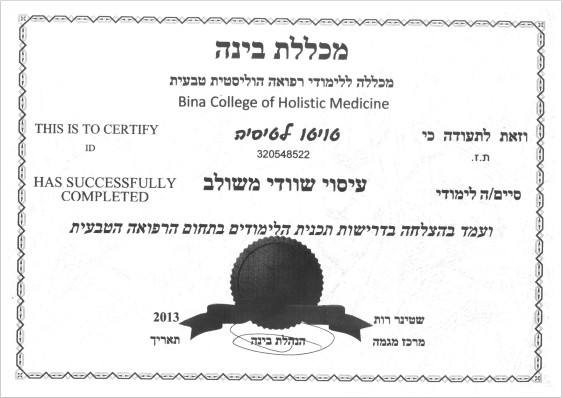 מכללת בינה
מכללה ללימודי רפואה הוליסטית טבעית
Bina College of Holistic Medicine
THIS IS TO CERTIFY
טויטו לטיסיה
וזאת לתעודה כי
ID
320548522
ת.ז.
HAS SUCCESSFULLY
COMPLETED
עיסוי שוודי משולב
סיים/ה לימודי
ועמד בהצלחה בדרישות תכנית הלימודים בתחום הרפואה הטבעית
2013
שטינר רות
תאריך
הנהלת בינה
מרכז מגמה